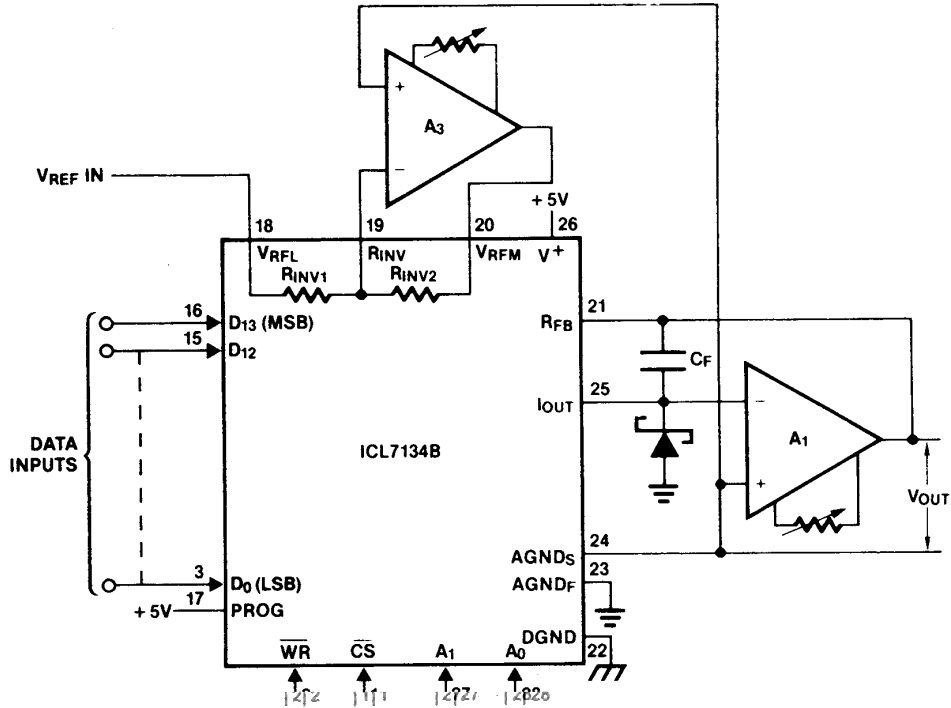 A3
+
−
VREF IN
+ 5V
18
19
20
26
VRFL
RINV
VRFM
V+
RINV1
RINV2
16
D13 (MSB)
15
D12
21
RFB
CF
25
IOUT
−
A1
+
DATA
INPUTS
ICL7134B
VOUT
24
AGNDS
23
AGNDF
3
D0 (LSB)
17
+ 5V
PROG
DGND
22
WR
CS
A1
A0